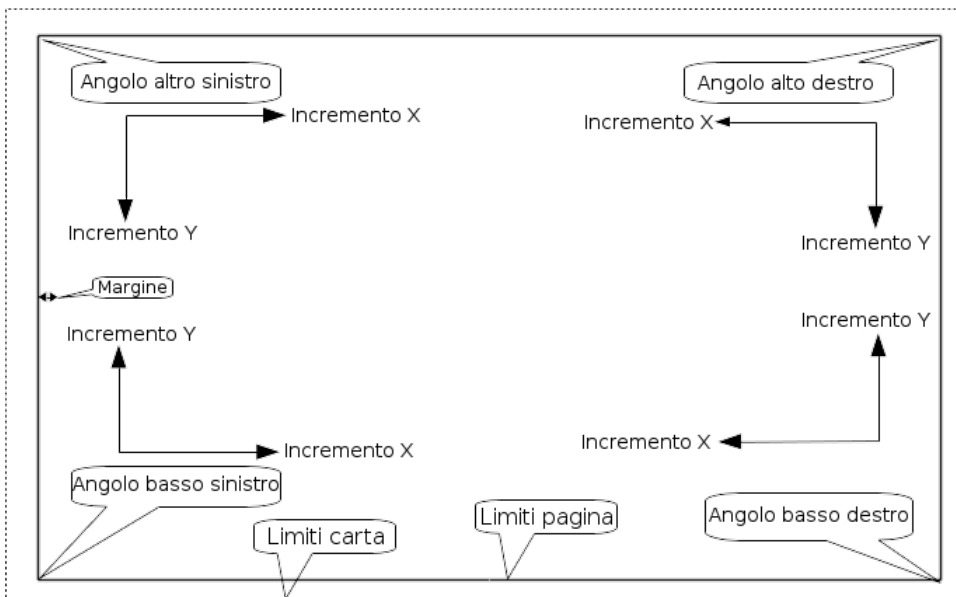 Angolo altro sinistro
Angolo alto destro
Incremento X
Incremento X
Incremento Y
Incremento Y
Margine
Incremento Y
Incremento Y
Incremento X
Incremento X
Angolo basso sinistro
Limiti carta
Limiti pagina
Angolo basso destro